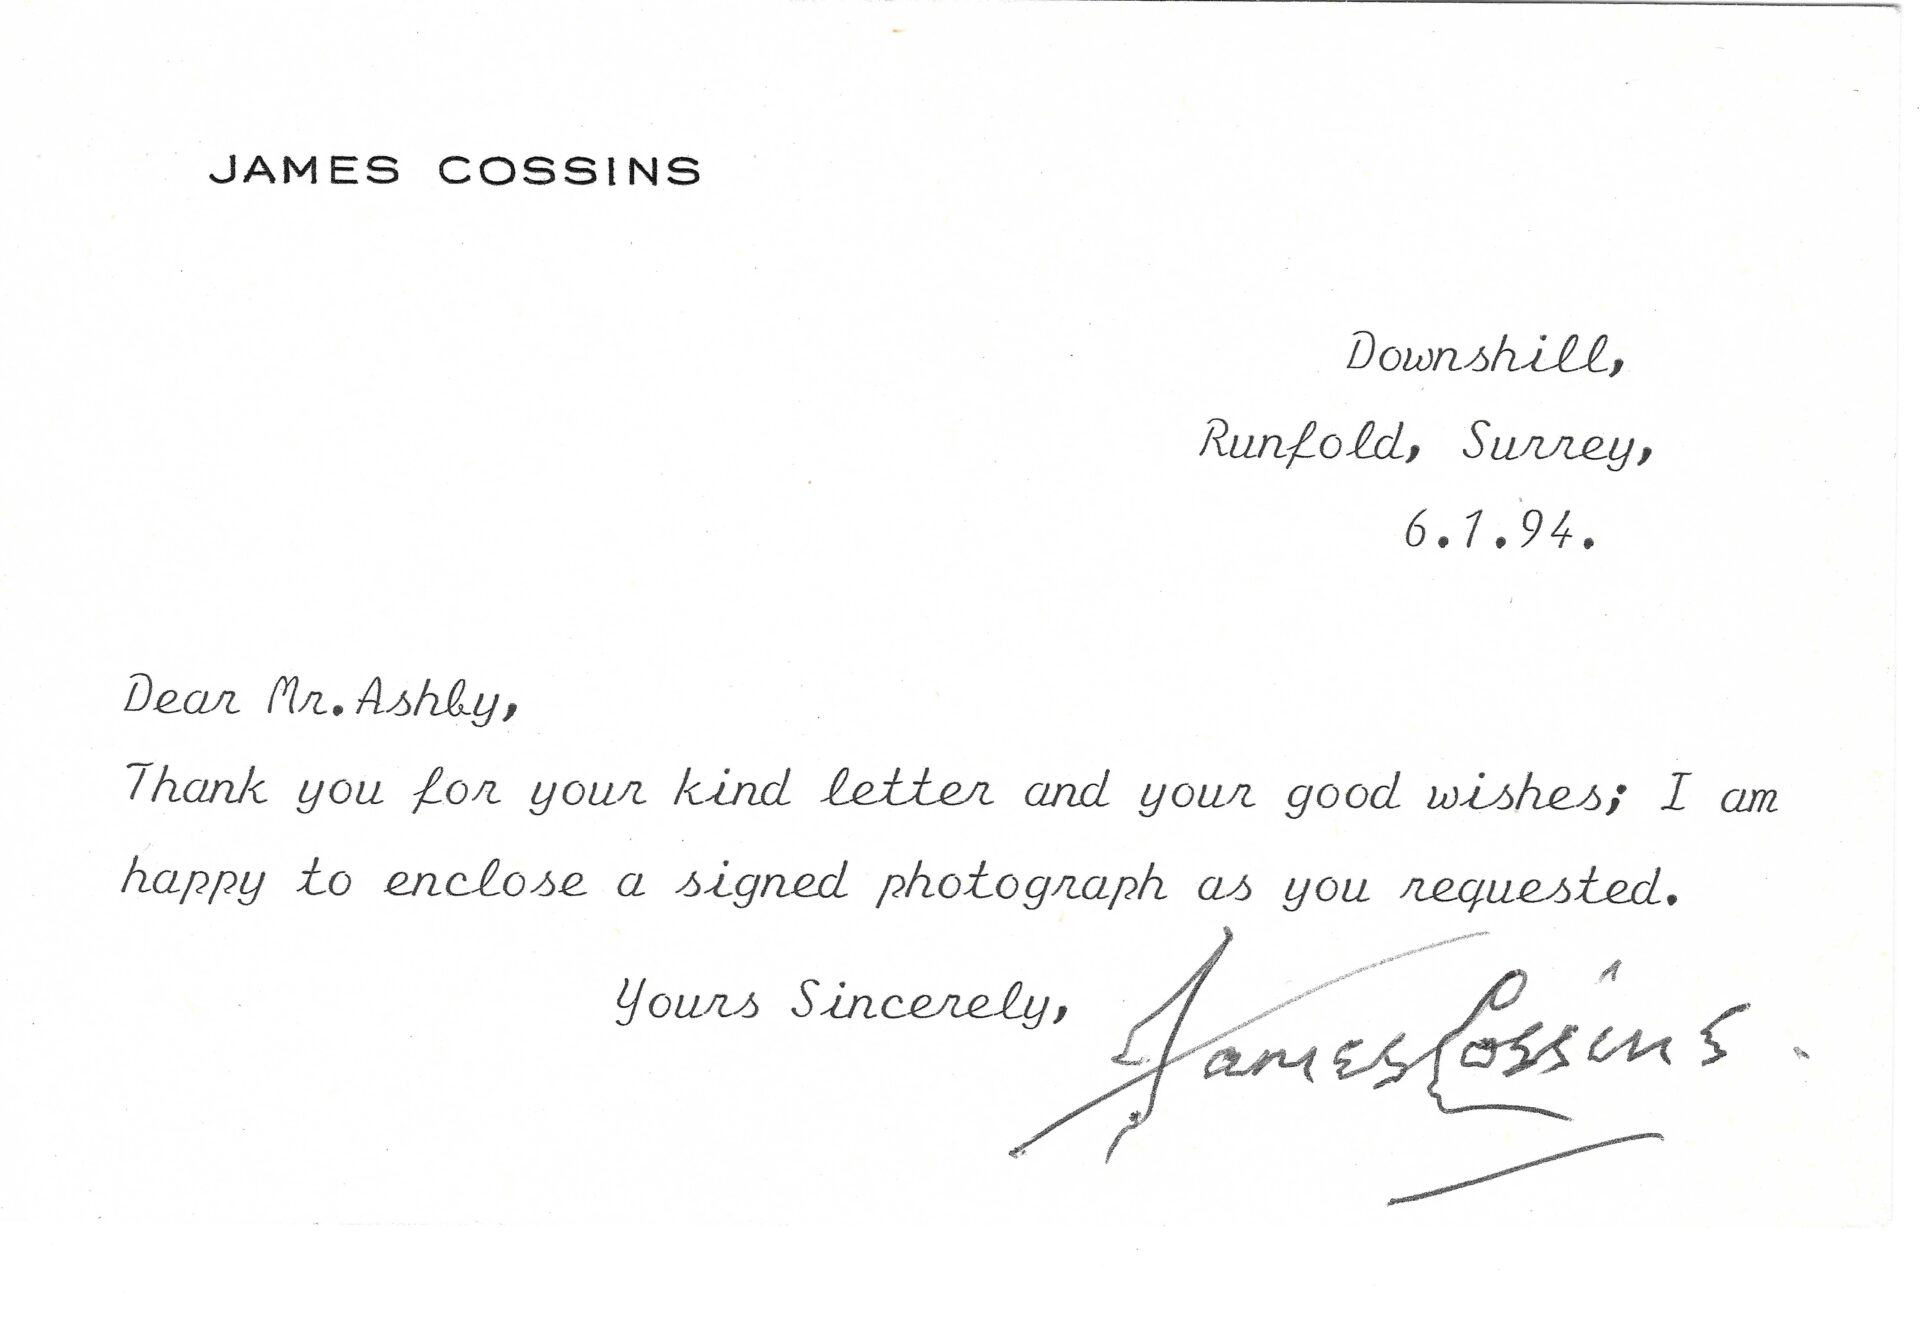 JAMES COSSINS
Downshill,
Runfold, Surrey,
6.1.94.
Dear Mr.Ashby,
Thank you for your kind letter and your good wishes; I am
happy to enclose a signed photograph as you requested.
Yours Sincerely,
James Cossins.